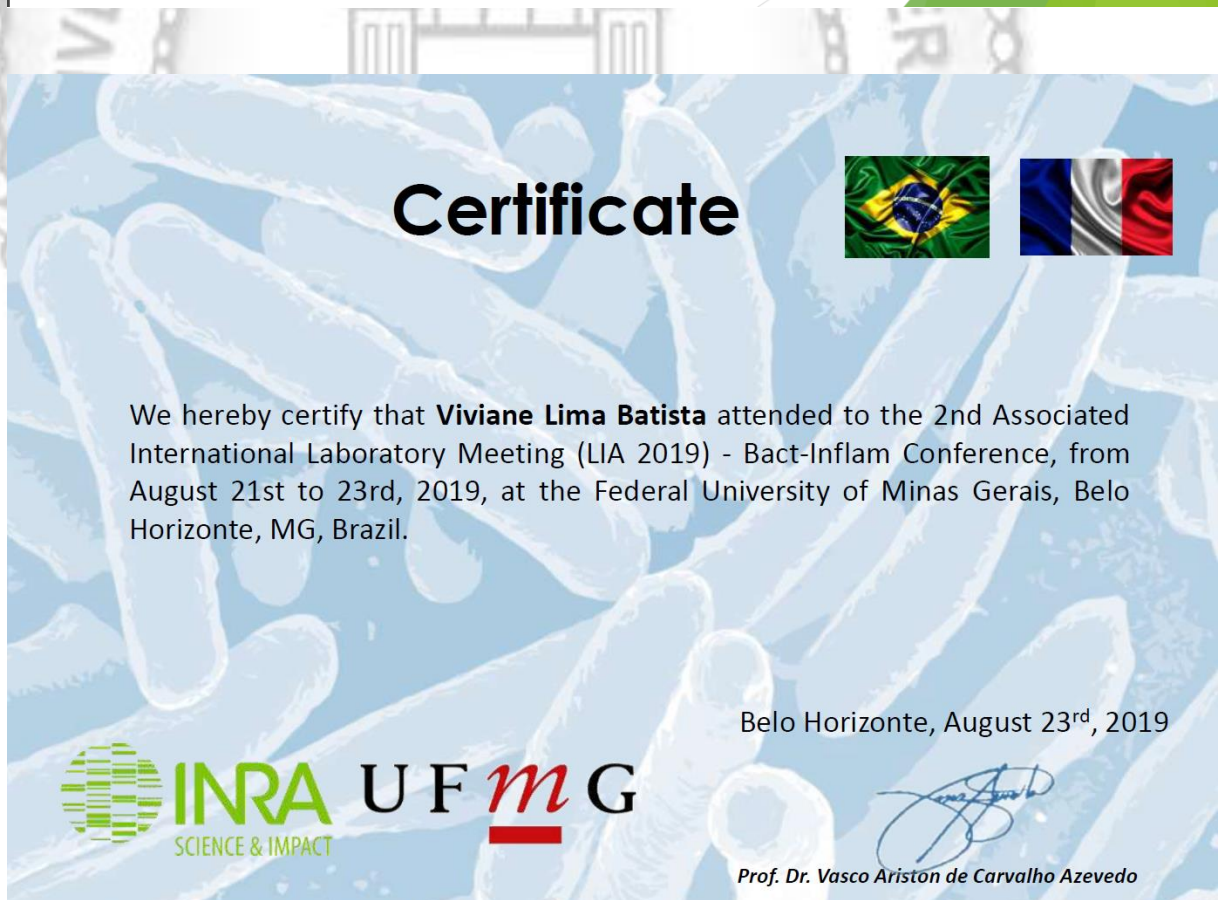 Certificate
We hereby certify that Viviane Lima Batista attended to the 2nd Associated
International Laboratory Meeting (LIA 2019) - Bact-Inflam Conference, from
August 21st to 23rd, 2019, at the Federal University of Minas Gerais, Belo
Horizonte, MG, Brazil.
Belo Horizonte, August 23rd, 2019
INRA
SCIENCE & IMPACT
UFmG
Prof. Dr. Vasco Ariston de Carvalho Azevedo